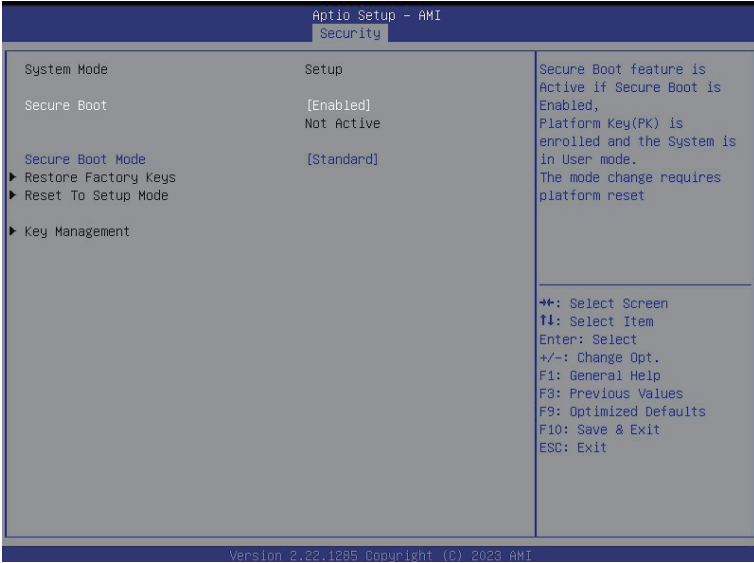 Aptio Setup – AMI
Security
System Mode Setup
Secure Boot [Enabled]
Not Active
Secure Boot Mode [Standard]
▶ Restore Factory Keys
▶ Reset To Setup Mode
▶ Key Management
Secure Boot feature is
Active if Secure Boot is
Enabled,
Platform Key(PK) is
enrolled and the System is
in User mode.
The mode change requires
platform reset
→←: Select Screen
↑↓: Select Item
Enter: Select
+/-: Change Opt.
F1: General Help
F3: Previous Values
F9: Optimized Defaults
F10: Save & Exit
ESC: Exit
Version 2.22.1285 Copyright (C) 2023 AMI